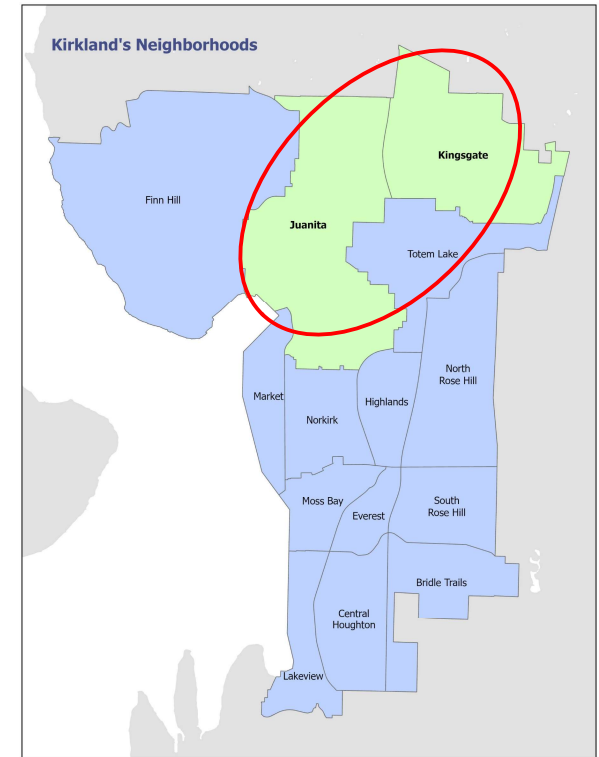 Kirkland's Neighborhoods
Kingsgate
Finn Hill
Juanita
Totem Lake
North
Rose Hill
Market
Highlands
Norkirk
Moss Bay
South
Rose Hill
Everest
Bridle Trails
Central
Houghton
Lakeview